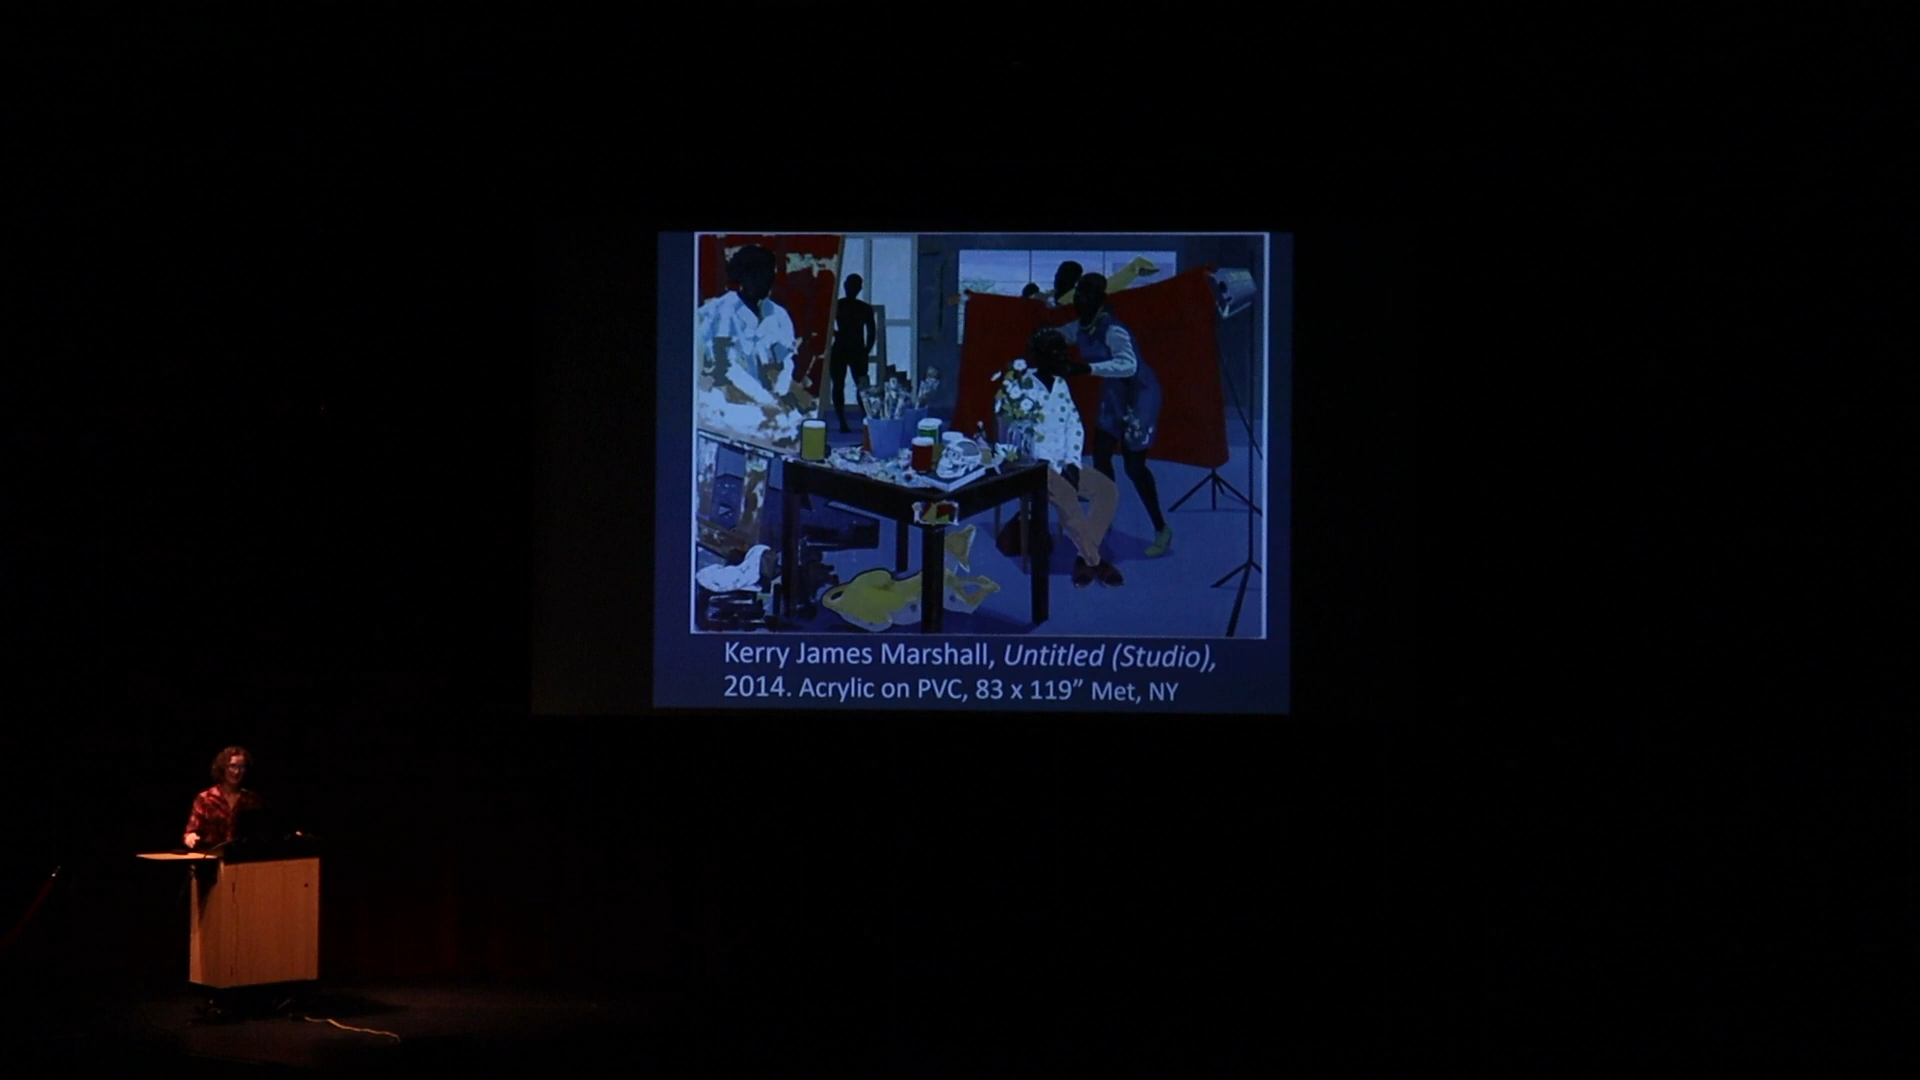 Kerry James Marshall, Untitled (Studio),
2014. Acrylic on PVC, 83 x 119” Met, NY